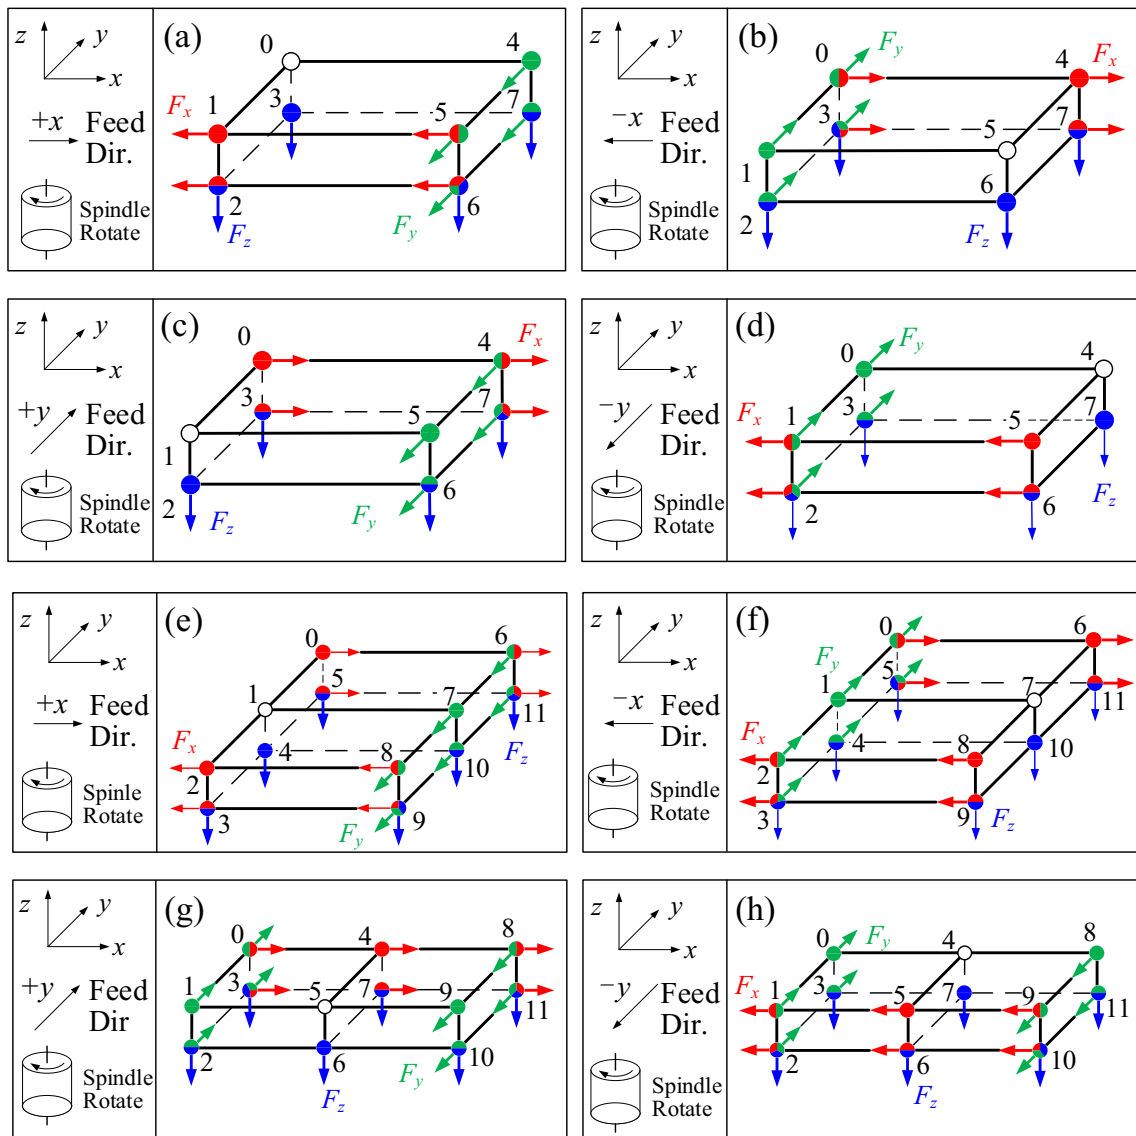 (a)
z
y
x
+x
Feed
Dir.
Spindle
Rotate
0
4
Fx
1
3
5
7
2
6
Fz
Fy
(b)
z
y
x
−x
Feed
Dir.
Spindle
Rotate
0
Fy
4
Fx
3
5
7
1
6
2
Fz
(c)
z
y
x
+y
Feed
Dir.
Spindle
Rotate
0
4
Fx
3
5
7
1
2
6
Fz
Fy
(d)
z
y
x
−y
Feed
Dir.
Spindle
Rotate
0
Fy
4
Fx
1
3
5
7
2
6
Fz
(e)
z
y
x
+x
Feed
Dir.
Spinle
Rotate
0
6
1
5
7
11
Fx
4
8
Fz
2
10
3
9
Fy
(f)
z
y
x
−x
Feed
Dir.
Spindle
Rotate
0
6
Fy
5
1
7
11
Fx
4
8
10
2
3
9
Fz
(g)
z
y
x
+y
Feed
Dir
Spindle
Rotate
0
4
8
1
3
5
7
9
11
2
6
10
Fz
Fy
(h)
z
y
x
−y
Feed
Dir.
Spindle
Rotate
0
Fy
4
8
Fx
1
3
5
7
9
11
2
6
10
Fz